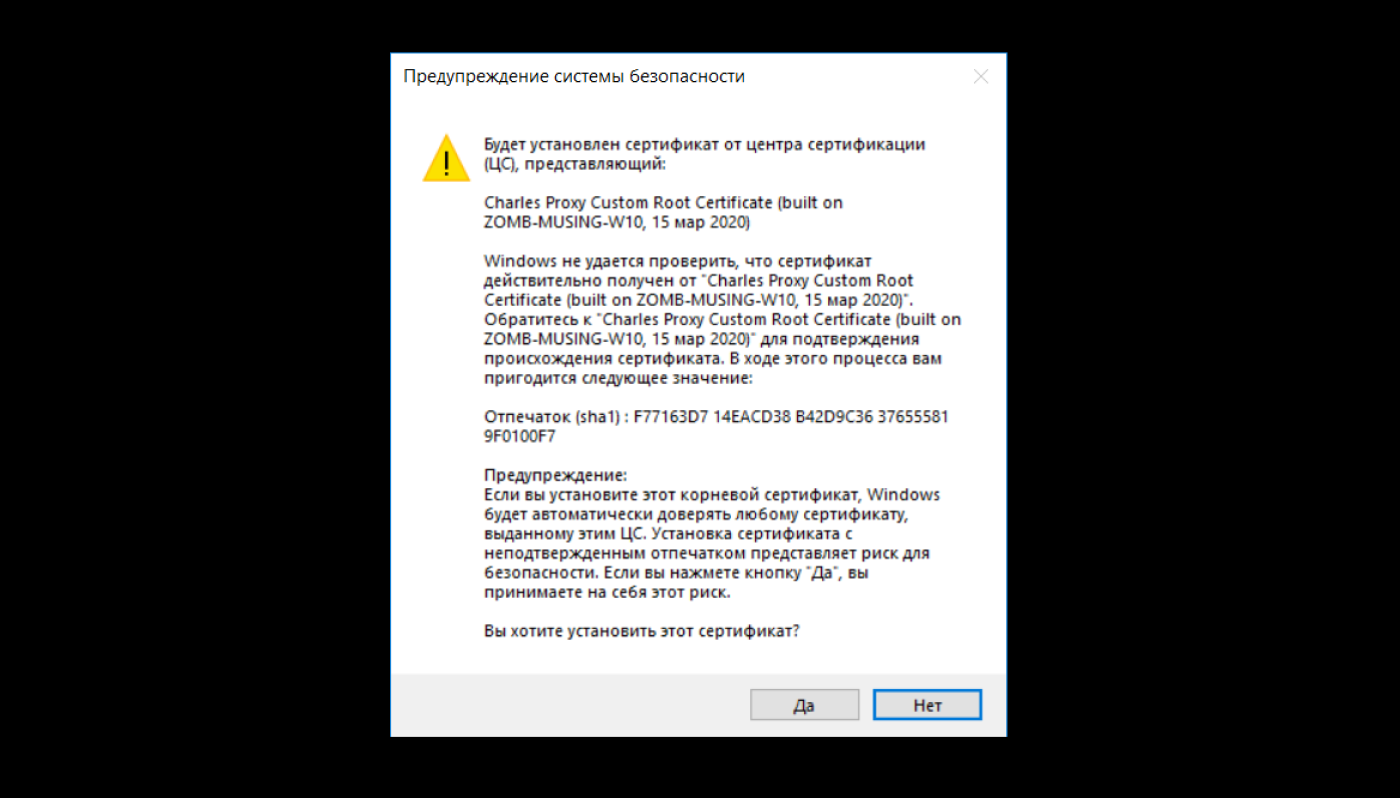 Предупреждение системы безопасности
Будет установлен сертификат от центра сертификации
(ЦС), представляющий:
Charles Proxy Custom Root Certificate (built on
ZOMB-MUSING-W10, 15 мар 2020)
Windows не удается проверить, что сертификат
действительно получен от "Charles Proxy Custom Root
Certificate (built on ZOMB-MUSING-W10, 15 мар 2020)".
Обратитесь к "Charles Proxy Custom Root Certificate (built on
ZOMB-MUSING-W10, 15 мар 2020)" для подтверждения
происхождения сертификата. В ходе этого процесса вам
пригодится следующее значение:
Отпечаток (sha1) : F77163D7 14EACD38 B42D9C36 37655581
9F0100F7
Предупреждение:
Если вы установите этот корневой сертификат, Windows
будет автоматически доверять любому сертификату,
выданному этим ЦС. Установка сертификата с
неподтвержденным отпечатком представляет риск для
безопасности. Если вы нажмете кнопку "Да", вы
принимаете на себя этот риск.
Вы хотите установить этот сертификат?
Да
Нет